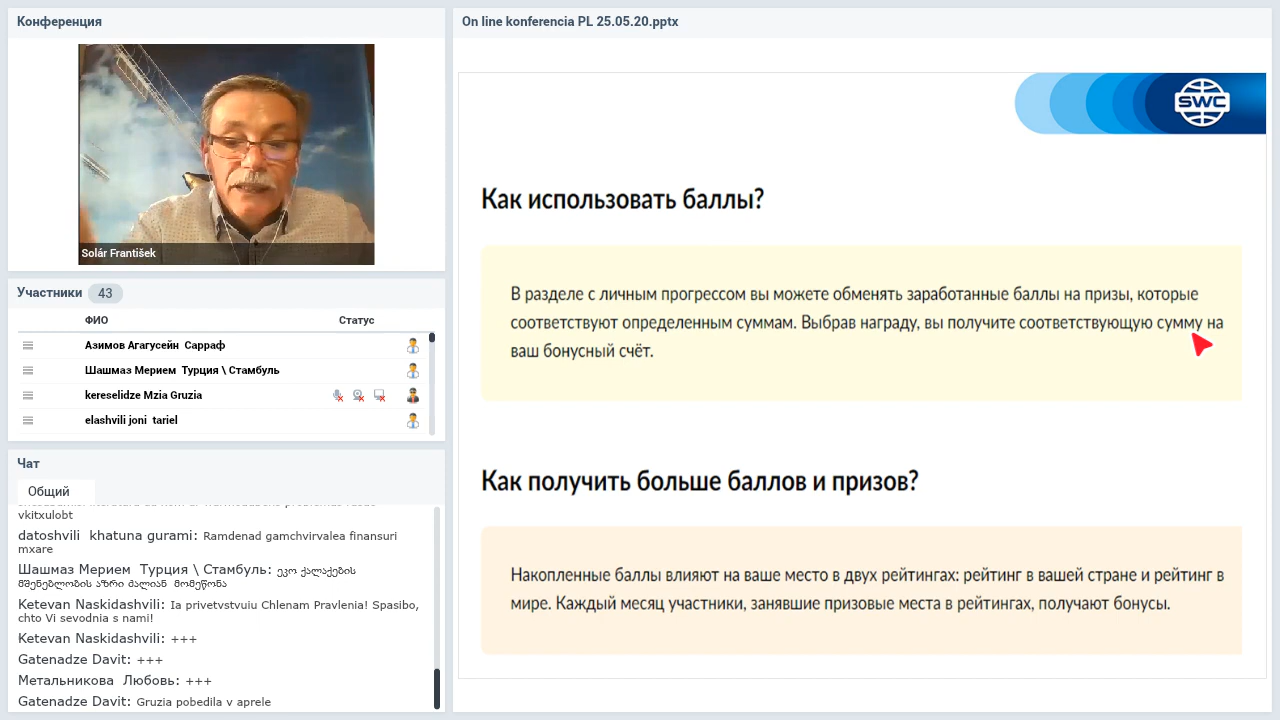 Конференция
Solár František
Участники 43
ФИО Статус
Азимов Агагусейн Сарраф
Шашмаз Мерием Турция \ Стамбуль
kereselidze Mzia Gruzia
elashvili joni tariel
Чат
Общий
vkitxulobt
datoshvili khatuna gurami: Ramdenad gamchvirvalea finansuri
mxare
Шашмаз Мерием Турция \ Стамбуль: ეკო ქალაქების
მშენებლობის აზრი ძალიან მომეწონა
Ketevan Naskidashvili: Ia privetvstvuiu Chlenam Pravlenia! Spasibo,
chto Vi sevodnia s nami!
Ketevan Naskidashvili: +++
Gatenadze Davit: +++
Метальникова Любовь: +++
Gatenadze Davit: Gruzia pobedila v aprele
On line konferencia PL 25.05.20.pptx
SWC
Как использовать баллы?
В разделе с личным прогрессом вы можете обменять заработанные баллы на призы, которые
соответствуют определенным суммам. Выбрав награду, вы получите соответствующую сумму на
ваш бонусный счёт.
Как получить больше баллов и призов?
Накопленные баллы влияют на ваше место в двух рейтингах: рейтинг в вашей стране и рейтинг в
мире. Каждый месяц участники, занявшие призовые места в рейтингах, получают бонусы.